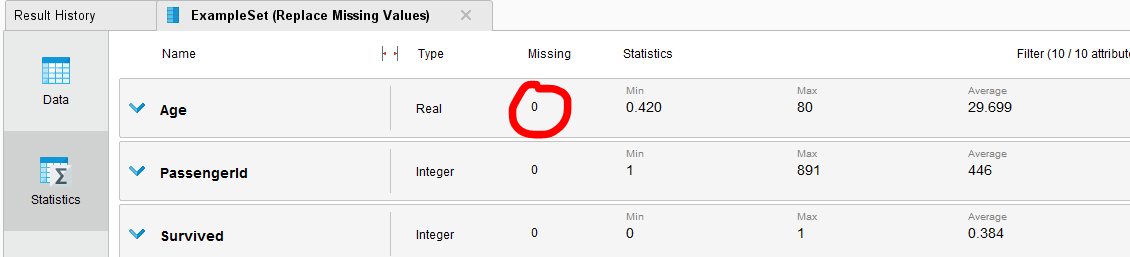 Result History
ExampleSet (Replace Missing Values)
Name Type Missing Statistics Filter (10 / 10 attribute
Data
Age Real 0 Min 0.420 Max 80 Average 29.699
PassengerId Integer 0 Min 1 Max 891 Average 446
Statistics
Survived Integer 0 Min 0 Max 1 Average 0.384